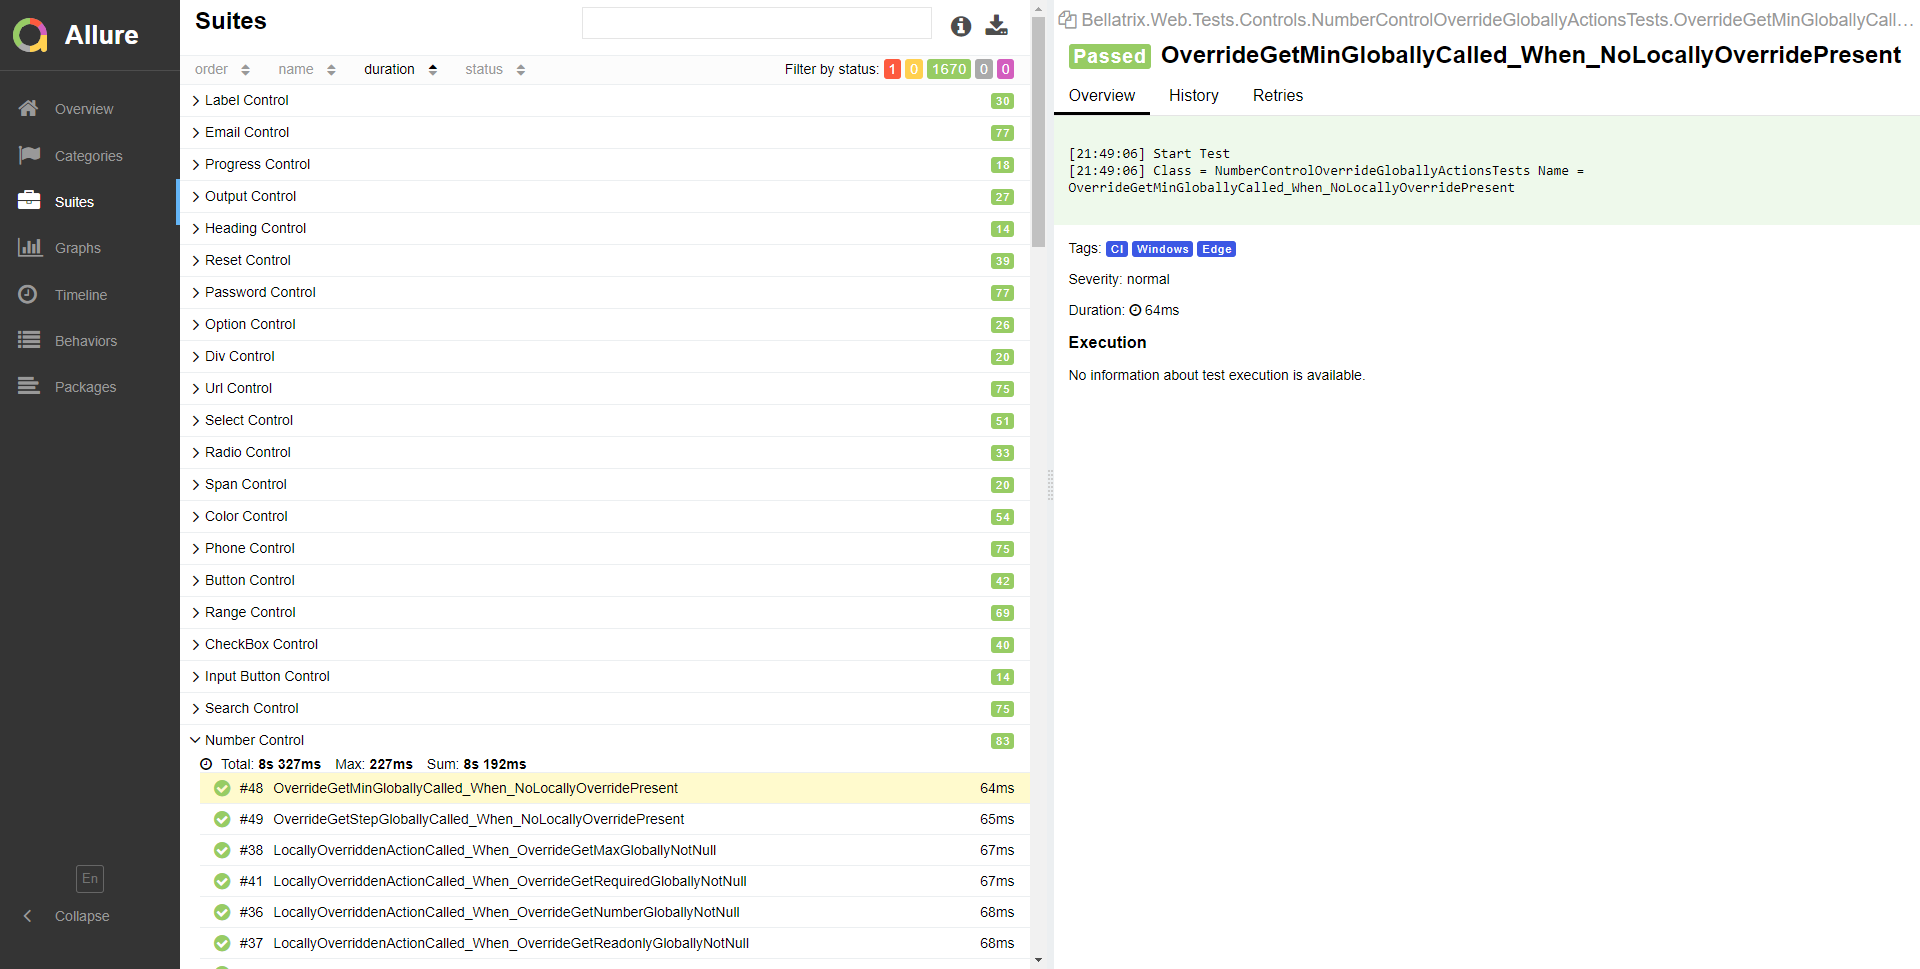 Allure
Overview
Categories
Suites
Graphs
Timeline
Behaviors
Packages
En
Collapse
Suites
order name duration status Filter by status: 1 0 1670 0 0
Label Control 30
Email Control 77
Progress Control 18
Output Control 27
Heading Control 14
Reset Control 39
Password Control 77
Option Control 26
Div Control 20
Url Control 75
Select Control 51
Radio Control 33
Span Control 20
Color Control 54
Phone Control 75
Button Control 42
Range Control 69
CheckBox Control 40
Input Button Control 14
Search Control 75
Number Control 83
Total: 8s 327ms Max: 227ms Sum: 8s 192ms
#48 OverrideGetMinGloballyCalled_When_NoLocallyOverridePresent 64ms
#49 OverrideGetStepGloballyCalled_When_NoLocallyOverridePresent 65ms
#38 LocallyOverriddenActionCalled_When_OverrideGetMaxGloballyNotNull 67ms
#41 LocallyOverriddenActionCalled_When_OverrideGetRequiredGloballyNotNull 67ms
#36 LocallyOverriddenActionCalled_When_OverrideGetNumberGloballyNotNull 68ms
#37 LocallyOverriddenActionCalled_When_OverrideGetReadonlyGloballyNotNull 68ms
Bellatrix.Web.Tests.Controls.NumberControlOverrideGloballyActionsTests.OverrideGetMinGloballyCall...
Passed OverrideGetMinGloballyCalled_When_NoLocallyOverridePresent
Overview History Retries
[21:49:06] Start Test
[21:49:06] Class = NumberControlOverrideGloballyActionsTests Name =
OverrideGetMinGloballyCalled_When_NoLocallyOverridePresent
Tags: CI Windows Edge
Severity: normal
Duration: 64ms
Execution
No information about test execution is available.